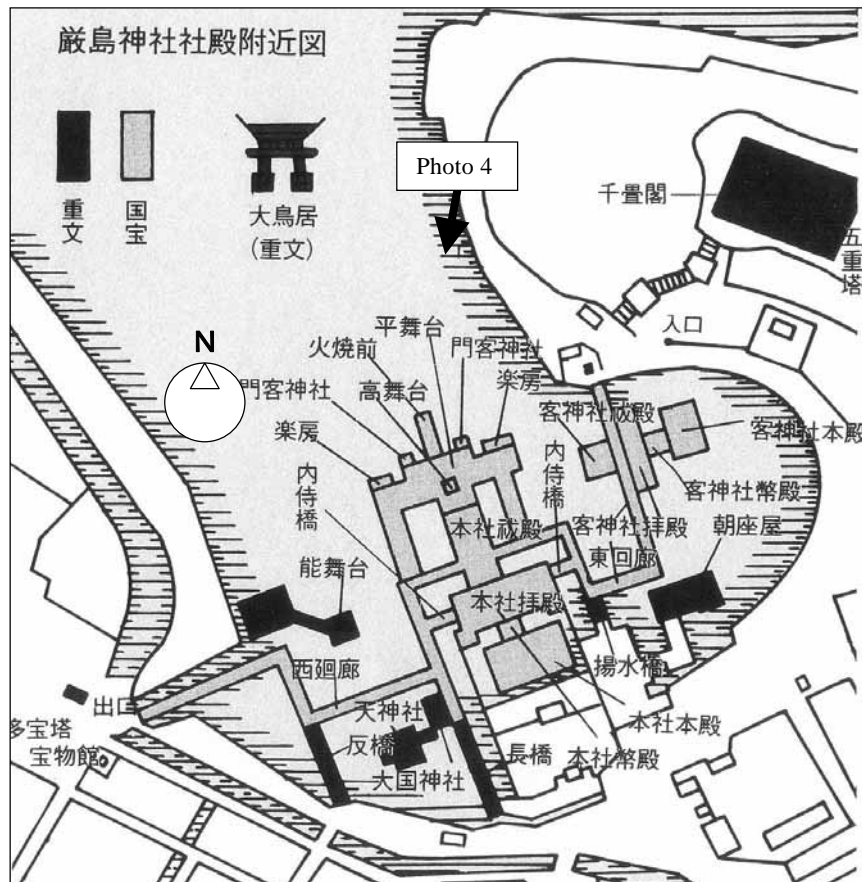 厳島神社社殿附近図
重文
国宝
大鳥居
(重文)
Photo 4
千畳閣
五重塔
入口
N
平舞台
火焼前
門客神社
門客神社
高舞台
楽房
楽房
客神社祓殿
客神社本殿
内侍橋
内侍橋
客神社幣殿
本社祓殿
客神社拝殿
朝座屋
東回廊
能舞台
本社拝殿
揚水橋
西廻廊
出口
天神社
本社本殿
多宝塔
宝物館
反橋
長橋
本社幣殿
大国神社